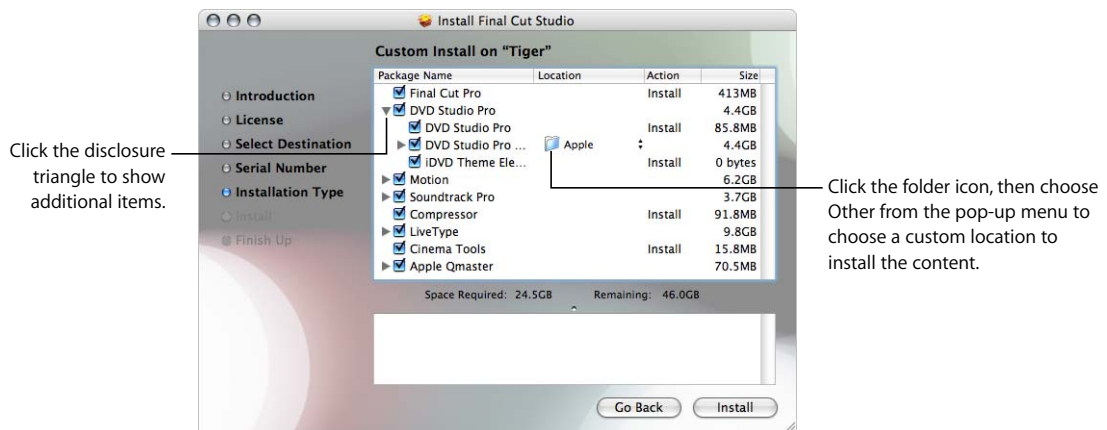 Install Final Cut Studio
Custom Install on "Tiger"
Package Name Location Action Size
Final Cut Pro Install 413MB
DVD Studio Pro 4.4GB
DVD Studio Pro Install 85.8MB
DVD Studio Pro ... Apple 4.4GB
iDVD Theme Ele... Install 0 bytes
Motion 6.2GB
Soundtrack Pro 3.7GB
Compressor Install 91.8MB
LiveType 9.8GB
Cinema Tools Install 15.8MB
Apple Qmaster 70.5MB
Space Required: 24.5GB Remaining: 46.0GB
Introduction
License
Select Destination
Serial Number
Installation Type
Install
Finish Up
Go Back Install
Click the disclosure
triangle to show
additional items.
Click the folder icon, then choose
Other from the pop-up menu to
choose a custom location to
install the content.